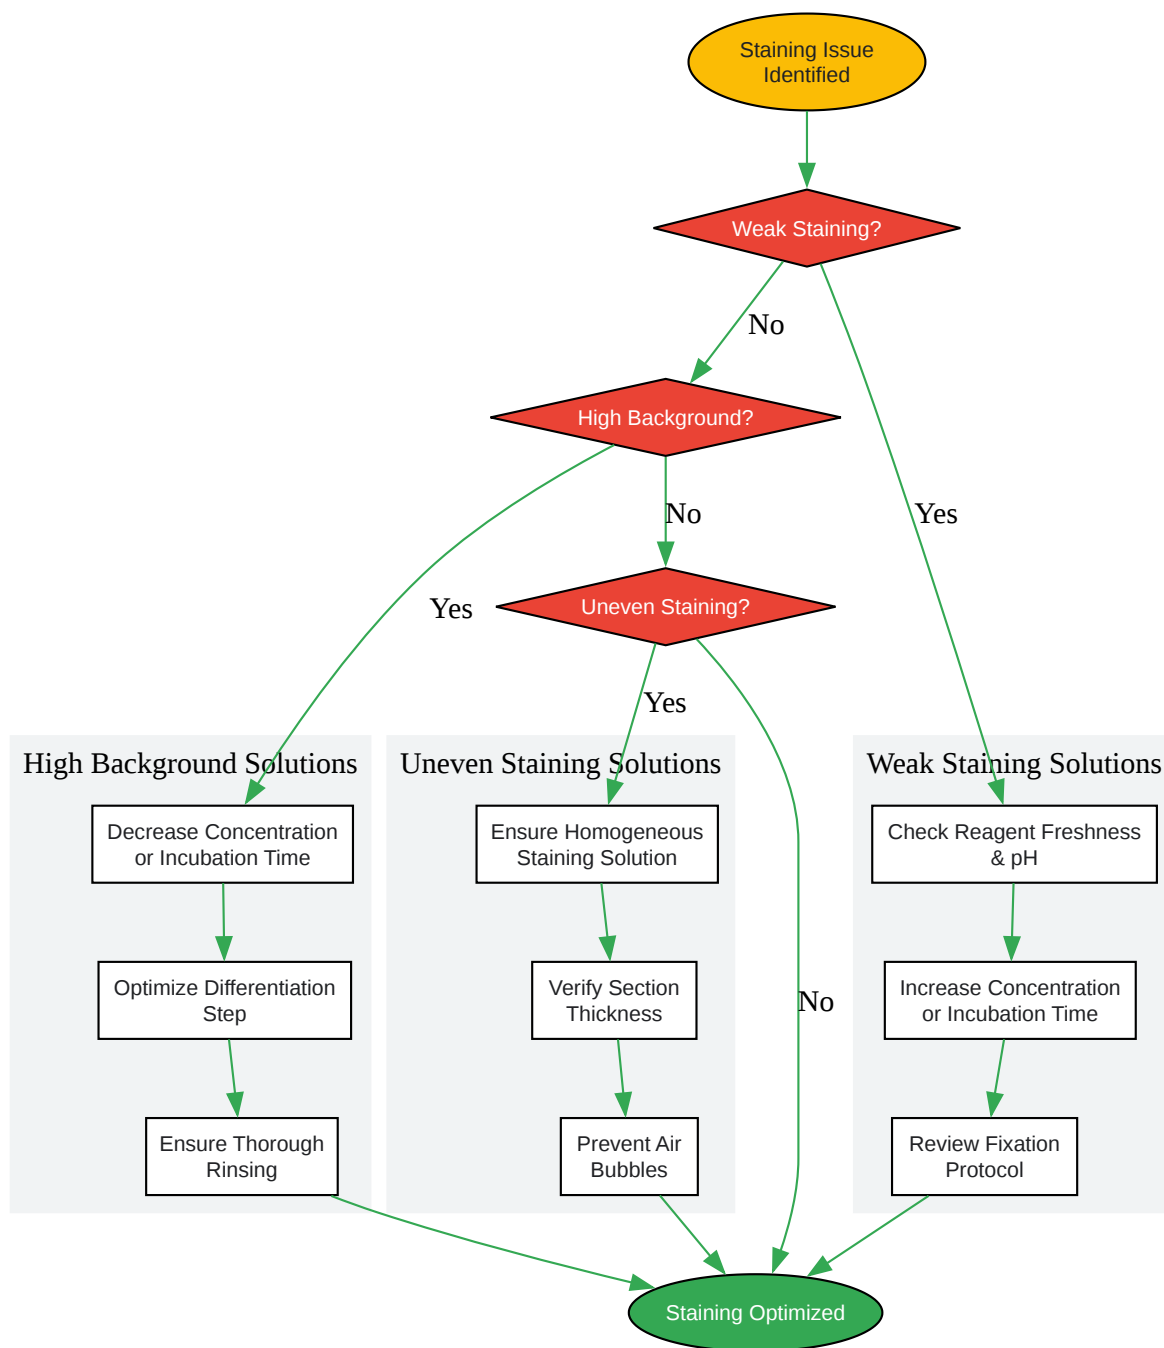 Staining Issue
Identified
Weak Staining?
No
High Background?
No
Yes
Yes
Uneven Staining?
Yes
High Background Solutions
Uneven Staining Solutions
Weak Staining Solutions
Decrease Concentration
or Incubation Time
Ensure Homogeneous
Staining Solution
Check Reagent Freshness
& pH
Optimize Differentiation
Step
Verify Section
Thickness
No
Increase Concentration
or Incubation Time
Ensure Thorough
Rinsing
Prevent Air
Bubbles
Review Fixation
Protocol
Staining Optimized